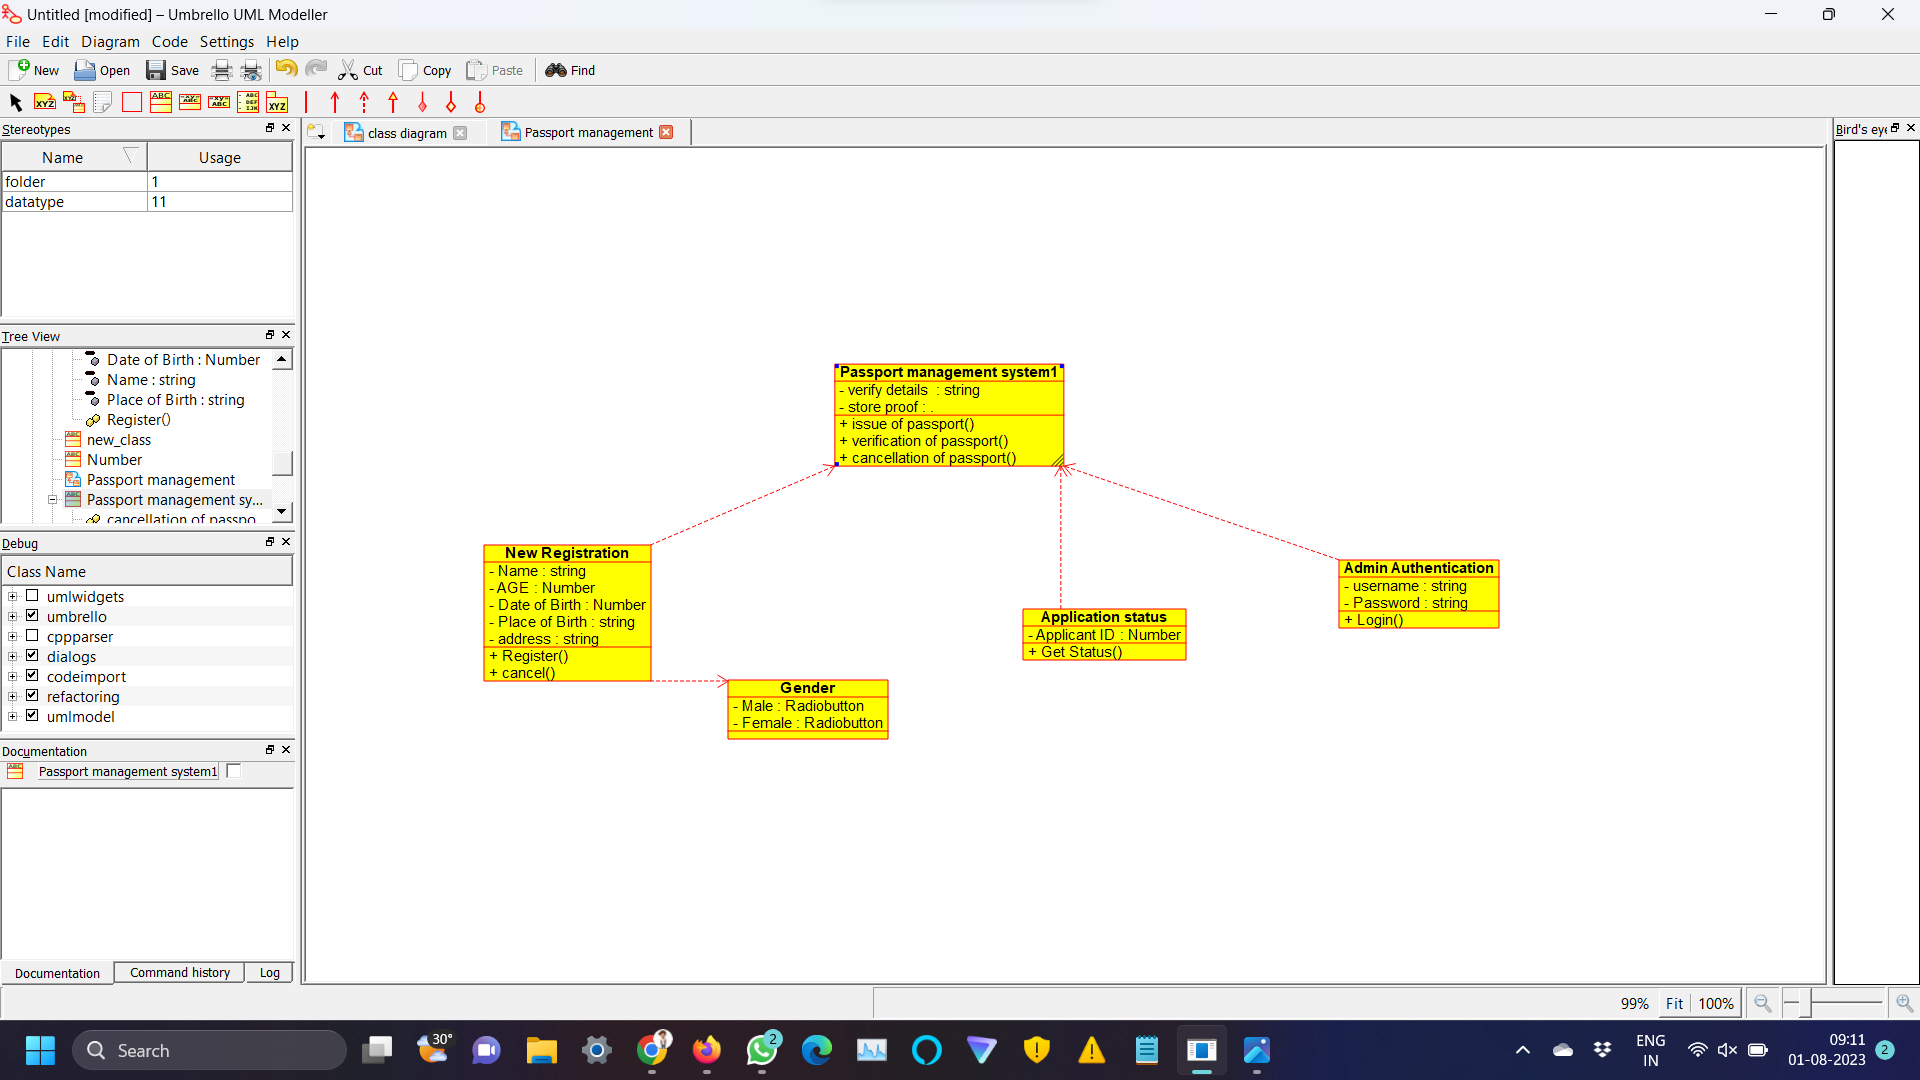 Untitled [modified] – Umbrello UML Modeller
File Edit Diagram Code Settings Help
New Open Save Cut Copy Paste Find
Stereotypes
Name Usage
folder 1
datatype 11
Tree View
Date of Birth : Number
Name : string
Place of Birth : string
Register()
new_class
Number
Passport management
Passport management sy...
cancellation of passpo
Debug
Class Name
umlwidgets
umbrello
cppparser
dialogs
codeimport
refactoring
umlmodel
Documentation
Passport management system1
Documentation Command history Log
class diagram Passport management
Bird's eye
Passport management system1
- verify details : string
- store proof : .
+ issue of passport()
+ verification of passport()
+ cancellation of passport()
New Registration
- Name : string
- AGE : Number
- Date of Birth : Number
- Place of Birth : string
- address : string
+ Register()
+ cancel()
Gender
- Male : Radiobutton
- Female : Radiobutton
Application status
- Applicant ID : Number
+ Get Status()
Admin Authentication
- username : string
- Password : string
+ Login()
99% Fit 100%
Search
30°
2
ENG
IN
09:11
01-08-2023
2